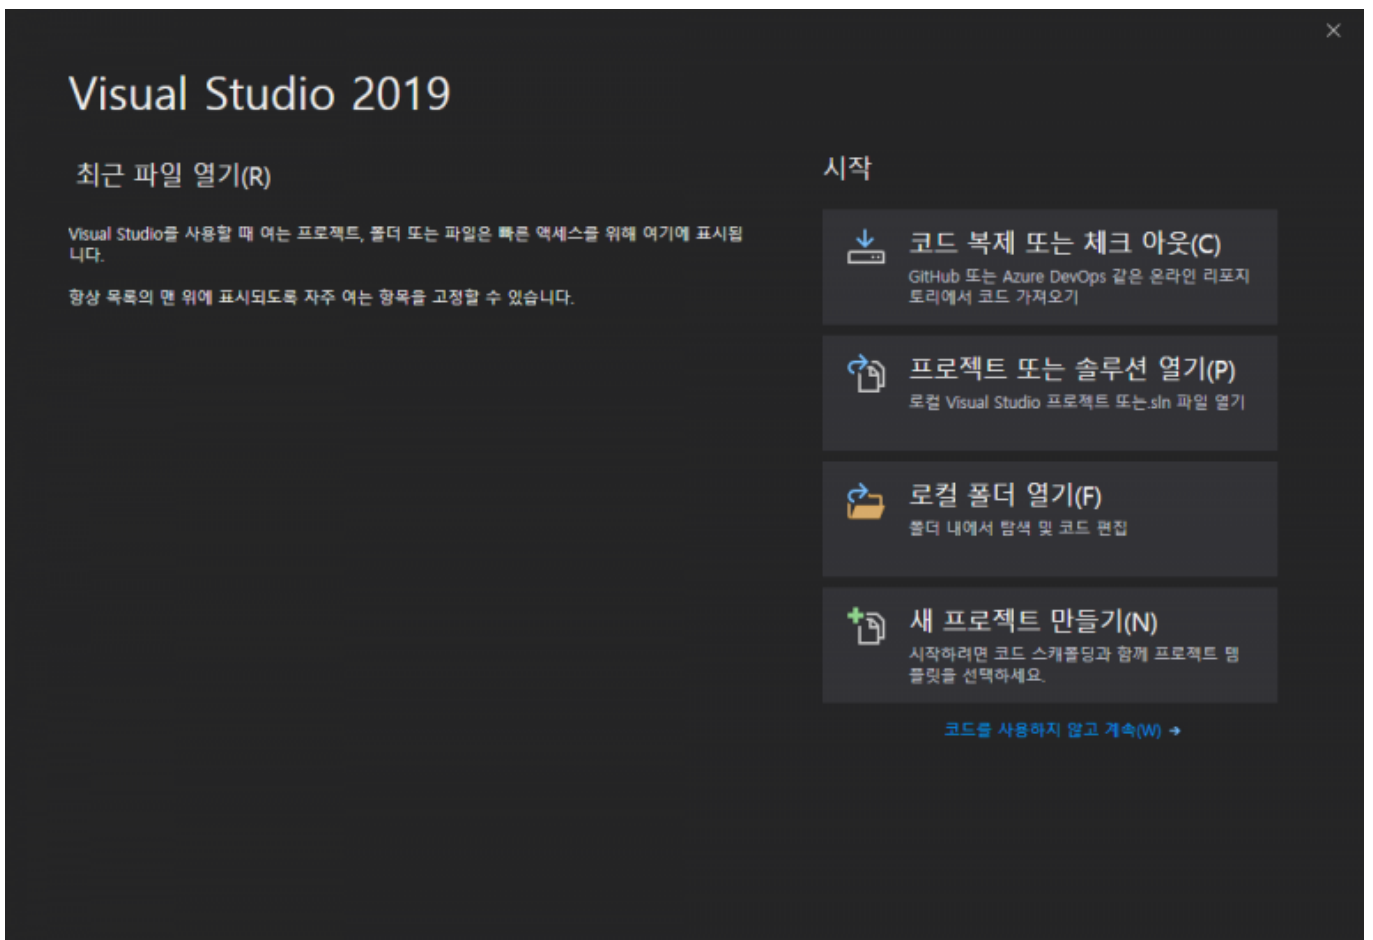 Visual Studio 2019
최근 파일 열기(R)
Visual Studio를 사용할 때 여는 프로젝트, 폴더 또는 파일은 빠른 액세스를 위해 여기에 표시됩
니다.
항상 목록의 맨 위에 표시되도록 자주 여는 항목을 고정할 수 있습니다.
시작
코드 복제 또는 체크 아웃(C)
GitHub 또는 Azure DevOps 같은 온라인 리포지
토리에서 코드 가져오기
프로젝트 또는 솔루션 열기(P)
로컬 Visual Studio 프로젝트 또는.sln 파일 열기
로컬 폴더 열기(F)
폴더 내에서 탐색 및 코드 편집
새 프로젝트 만들기(N)
시작하려면 코드 스캐폴딩과 함께 프로젝트 템
플릿을 선택하세요.
코드를 사용하지 않고 계속(W) →